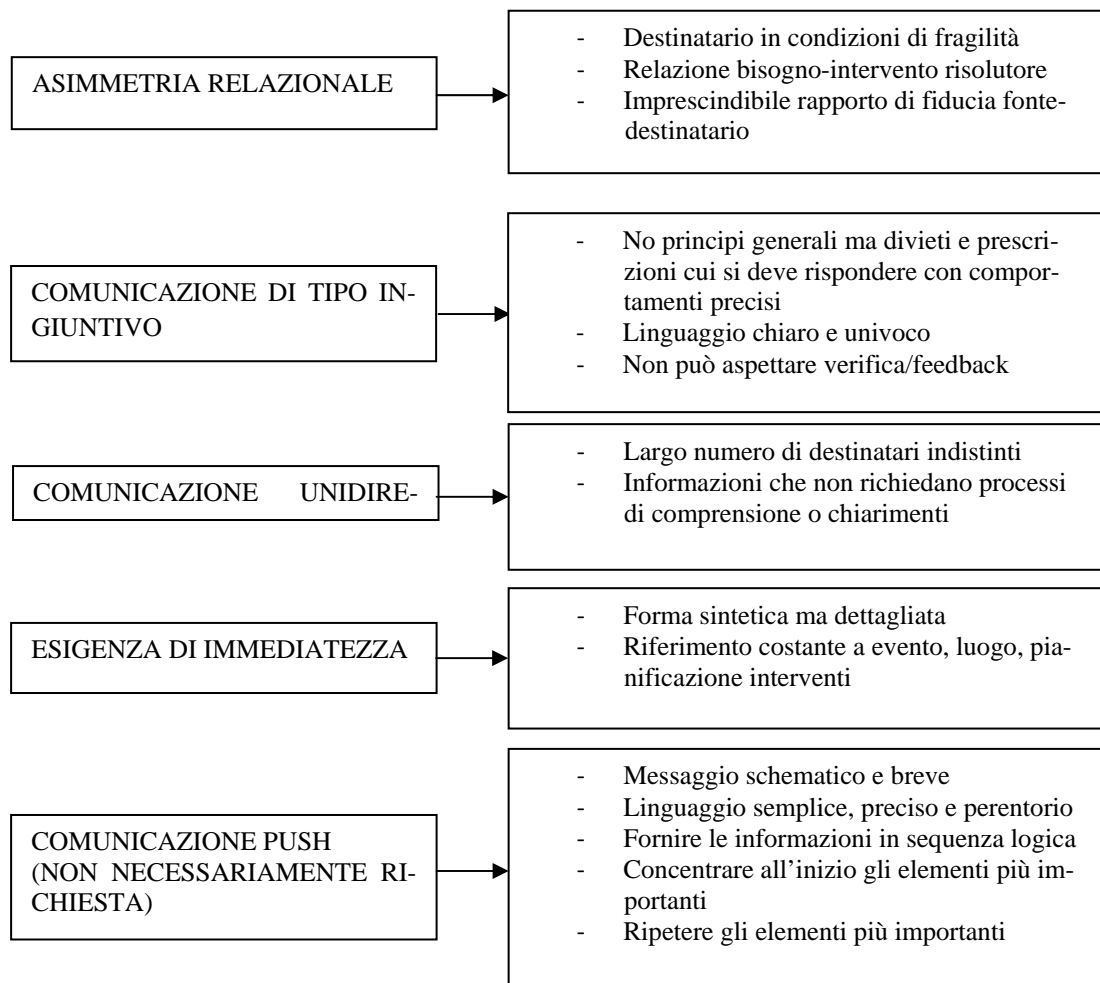 ASIMMETRIA RELAZIONALE
- Destinatario in condizioni di fragilità
- Relazione bisogno-intervento risolutore
- Imprescindibile rapporto di fiducia fonte-
destinatario
COMUNICAZIONE DI TIPO IN-
GIUNTIVO
- No principi generali ma divieti e prescri-
zioni cui si deve rispondere con compor-
tamenti precisi
- Linguaggio chiaro e univoco
- Non può aspettare verifica/feedback
COMUNICAZIONE UNIDIRE-
- Largo numero di destinatari indistinti
- Informazioni che non richiedano processi
di comprensione o chiarimenti
ESIGENZA DI IMMEDIATEZZA
- Forma sintetica ma dettagliata
- Riferimento costante a evento, luogo, pia-
nificazione interventi
COMUNICAZIONE PUSH
(NON NECESSARIAMENTE RI-
CHIESTA)
- Messaggio schematico e breve
- Linguaggio semplice, preciso e perentorio
- Fornire le informazioni in sequenza logica
- Concentrare all’inizio gli elementi più im-
portanti
- Ripetere gli elementi più importanti